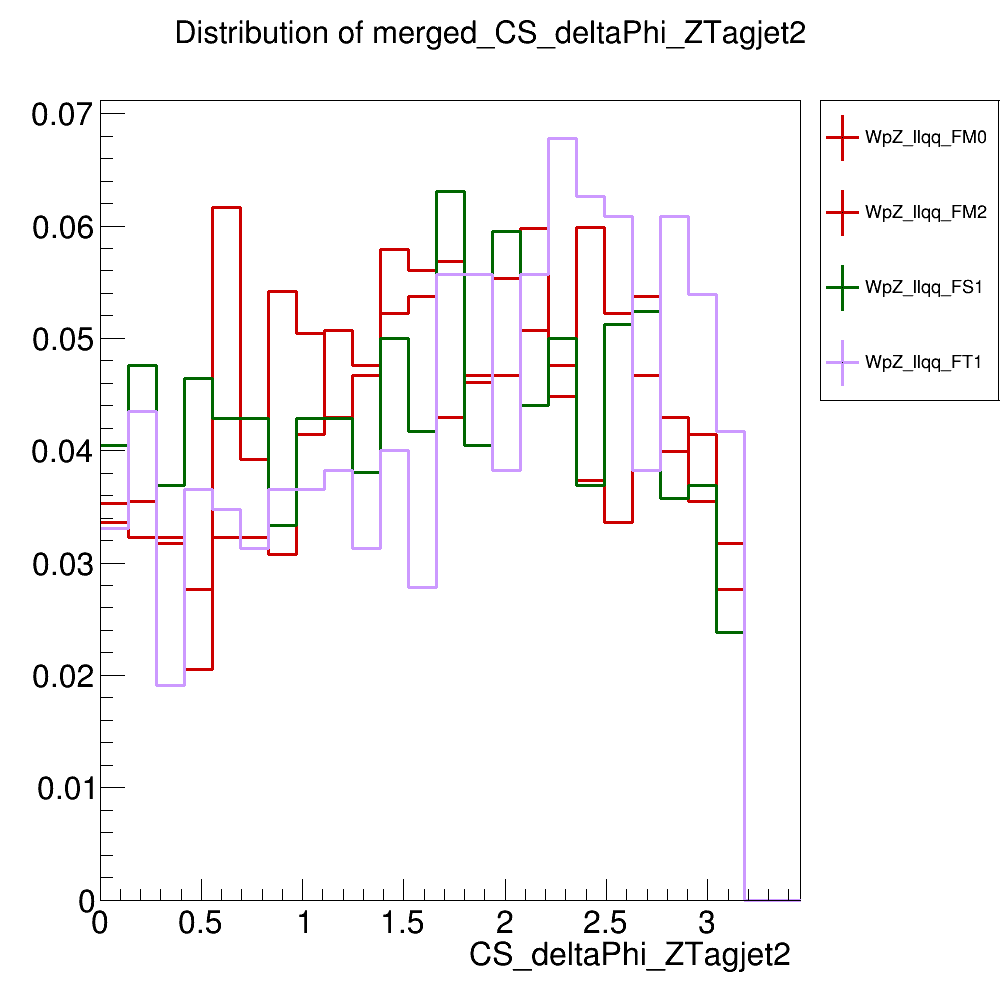 Distribution of merged_CS_deltaPhi_ZTagjet2
0.07
0.06
0.05
0.04
0.03
0.02
0.01
0
0 0.5 1 1.5 2 2.5 3
CS_deltaPhi_ZTagjet2
WpZ_llqq_FM0
WpZ_llqq_FM2
WpZ_llqq_FS1
WpZ_llqq_FT1